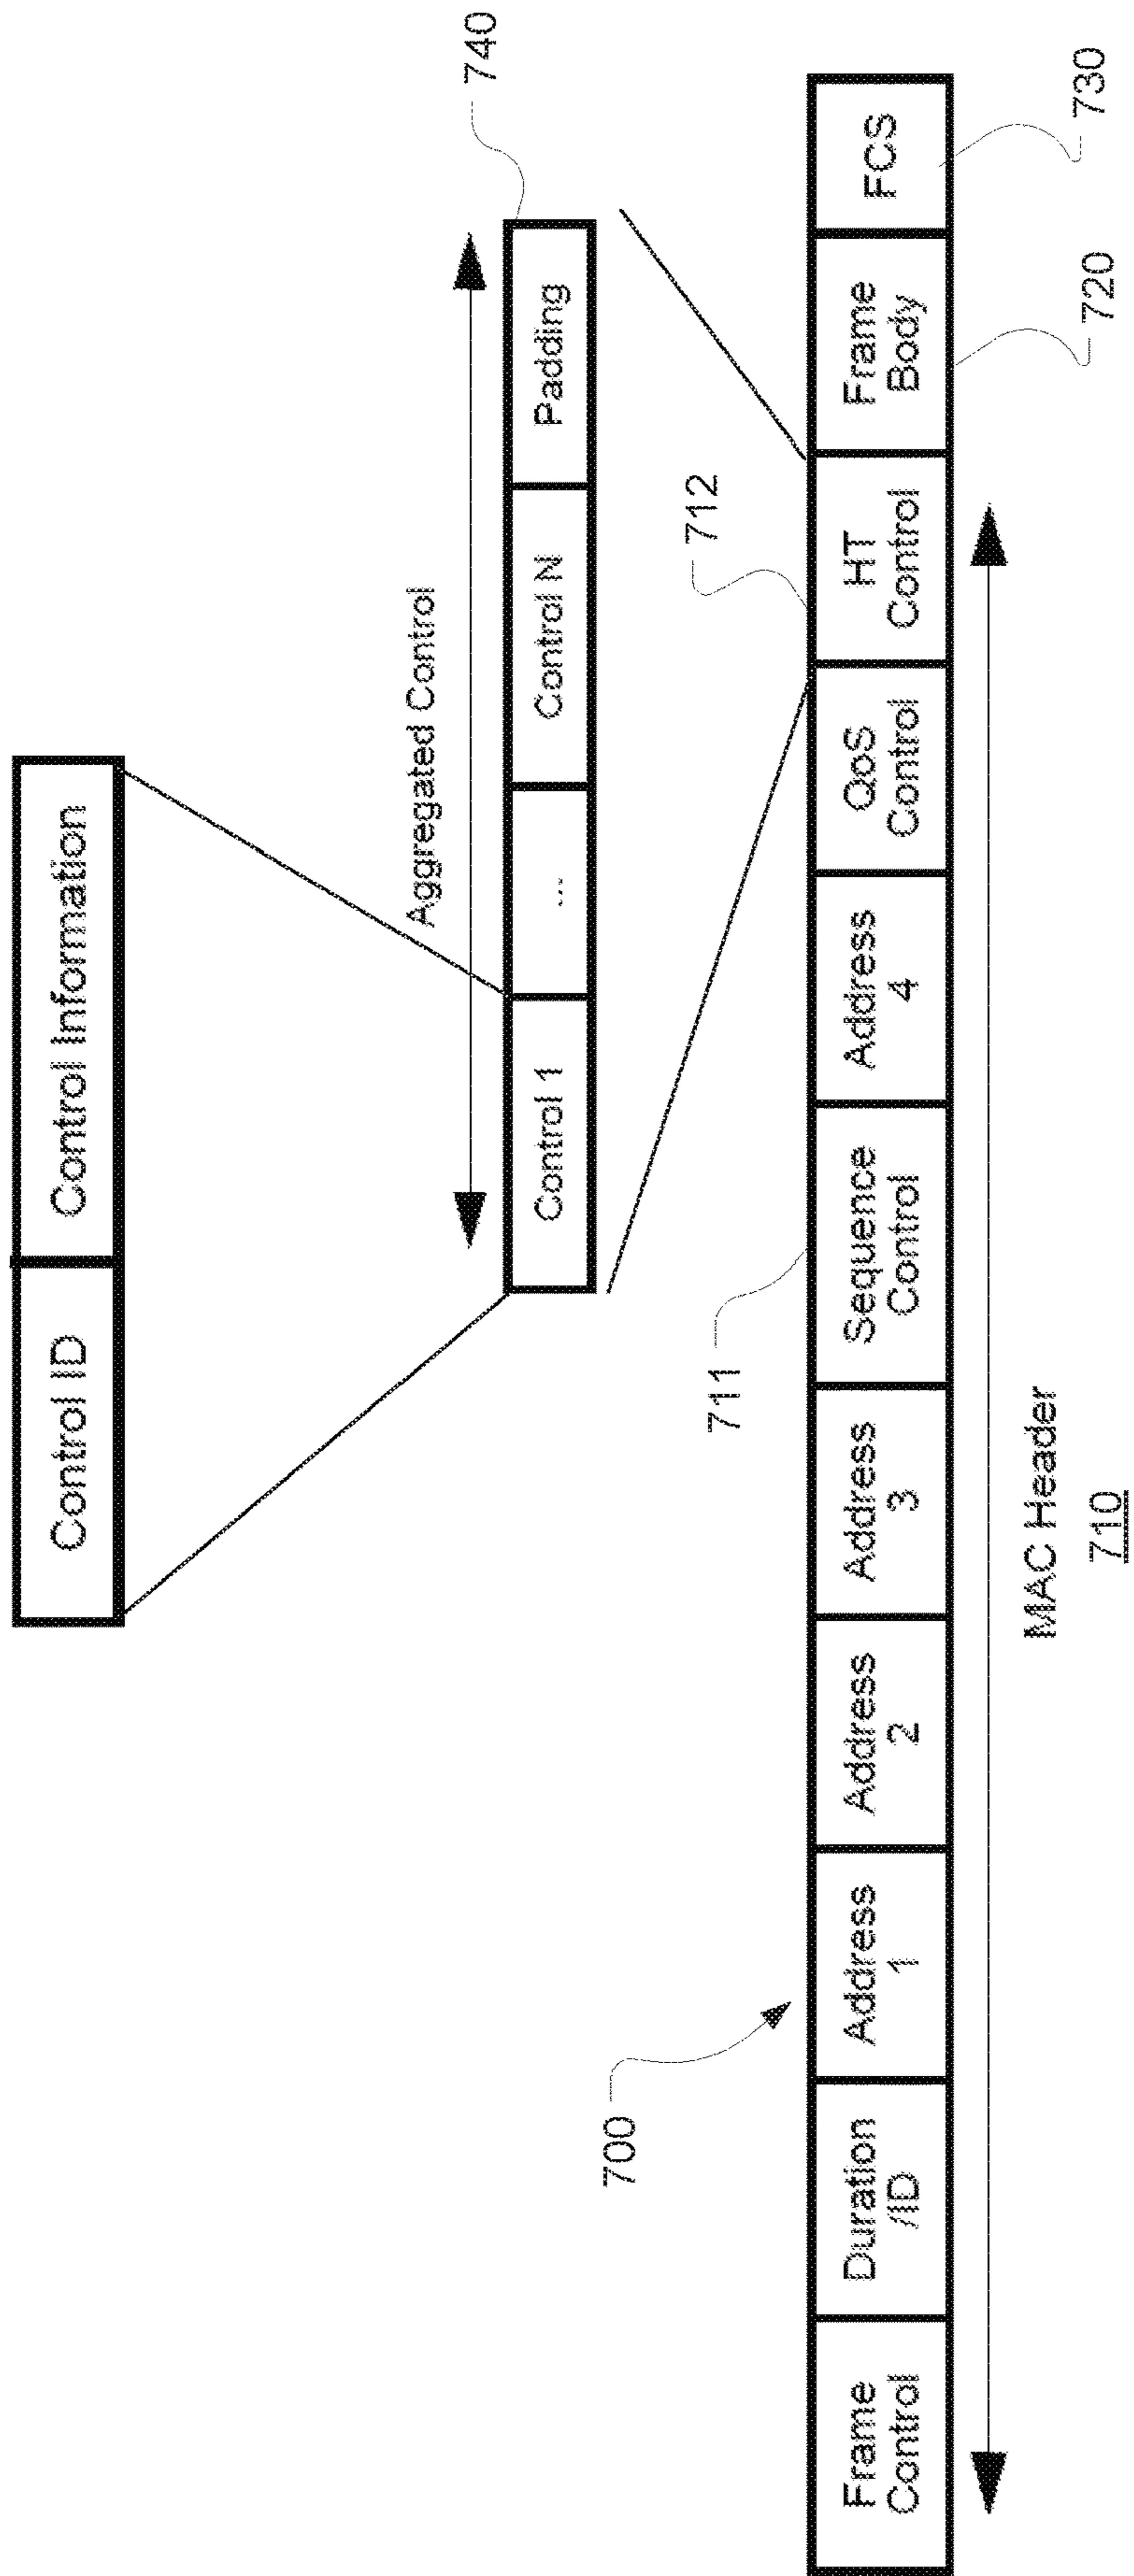 Control ID
Control Information
Aggregated Control
740
Control 1
...
Control N
Padding
700
711
712
Frame
Control
Duration
/ID
Address
1
Address
2
Address
3
Sequence
Control
Address
4
QoS
Control
HT
Control
Frame
Body
FCS
MAC Header
710
720
730